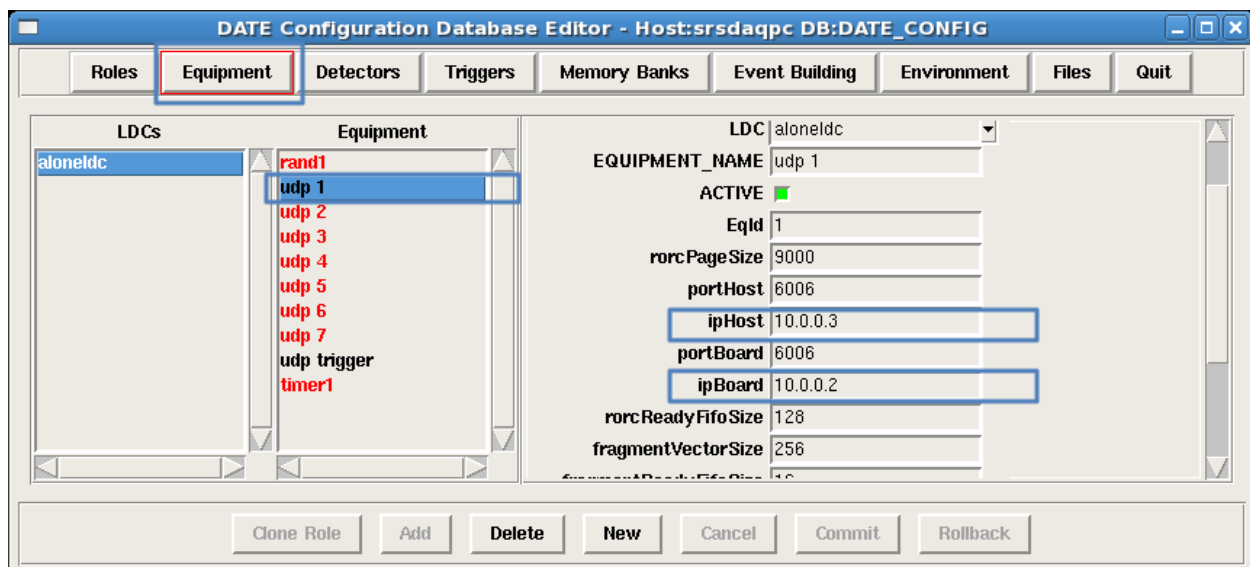 DATE Configuration Database Editor - Host:srsdaqpc DB:DATE_CONFIG
Roles Equipment Detectors Triggers Memory Banks Event Building Environment Files Quit
LDCs
aloneldc
Equipment
rand1
udp 1
udp 2
udp 3
udp 4
udp 5
udp 6
udp 7
udp trigger
timer1
LDC aloneldc
EQUIPMENT_NAME udp 1
ACTIVE
EqId 1
rorcPageSize 9000
portHost 6006
ipHost 10.0.0.3
portBoard 6006
ipBoard 10.0.0.2
rorcReadyFifoSize 128
fragmentVectorSize 256
Clone Role Add Delete New Cancel Commit Rollback